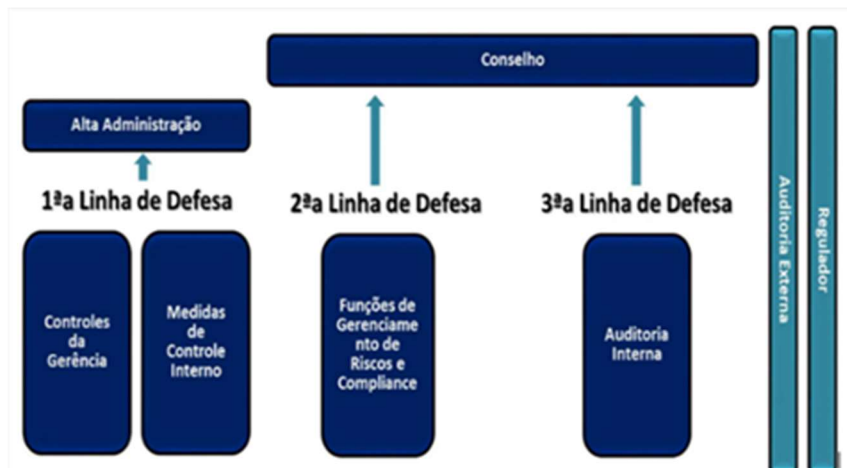 Conselho
Alta Administração
1ªa Linha de Defesa
2ªa Linha de Defesa
3ªa Linha de Defesa
Controles
da
Gerência
Medidas
de
Controle
Interno
Funções de
Gerenciame
nto de
Riscos e
Compliance
Auditoria
Interna
Auditoria Externa
Regulador